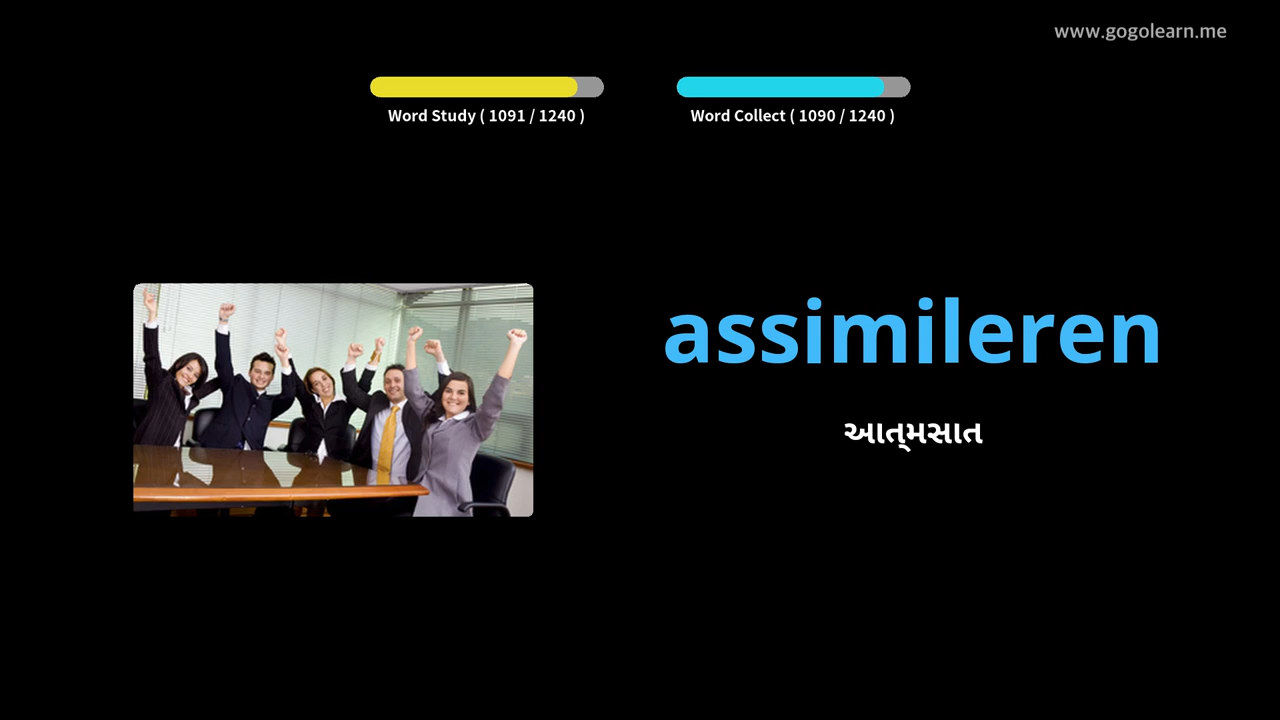 www.gogolearn.me
Word Study ( 1091 / 1240 )
Word Collect ( 1090 / 1240 )
assimileren
આત્મસાત